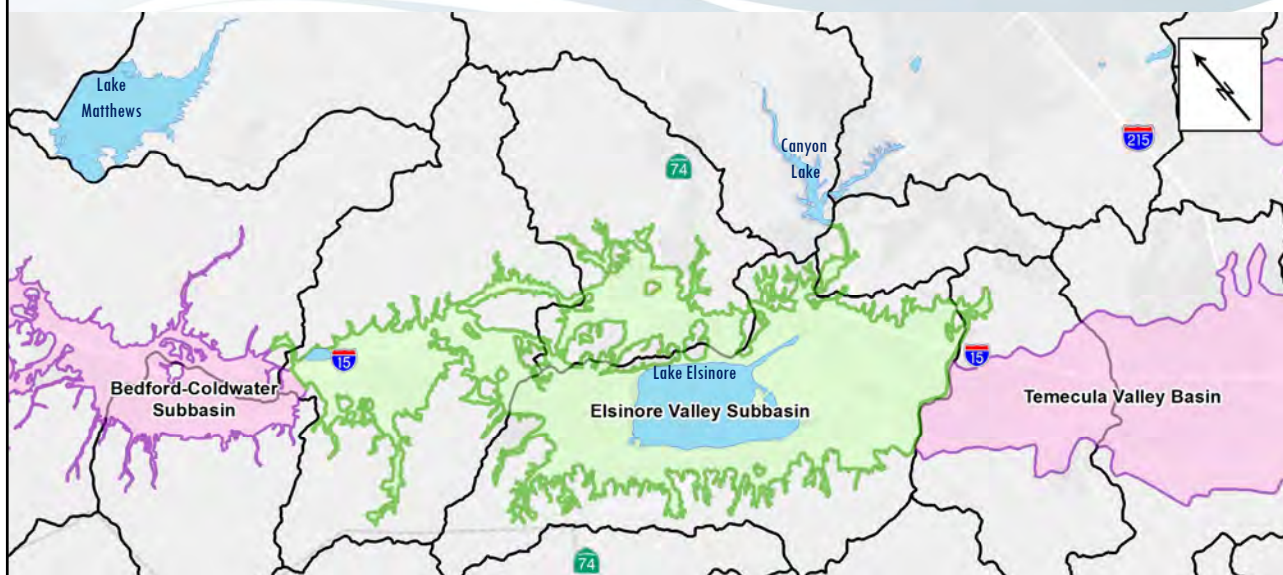 Lake
Matthews
N
215
74
Canyon
Lake
15
15
Lake Elsinore
Bedford-Coldwater
Subbasin
Elsinore Valley Subbasin
Temecula Valley Basin
74